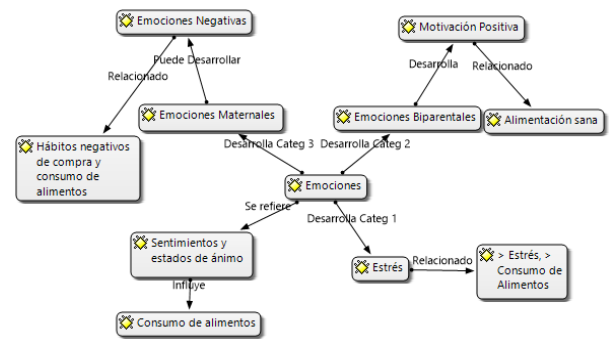 Emociones Negativas
Motivación Positiva
Puede Desarrollar
Relacionado
Desarrolla
Relacionado
Emociones Maternales
Emociones Biparentales
Alimentación sana
Hábitos negativos
de compra y
consumo de
alimentos
Desarrolla Categ 3
Desarrolla Categ 2
Emociones
Se refiere
Desarrolla Categ 1
Sentimientos y
estados de ánimo
Estrés
Relacionado
> Estrés, >
Consumo de
Alimentos
Influye
Consumo de alimentos